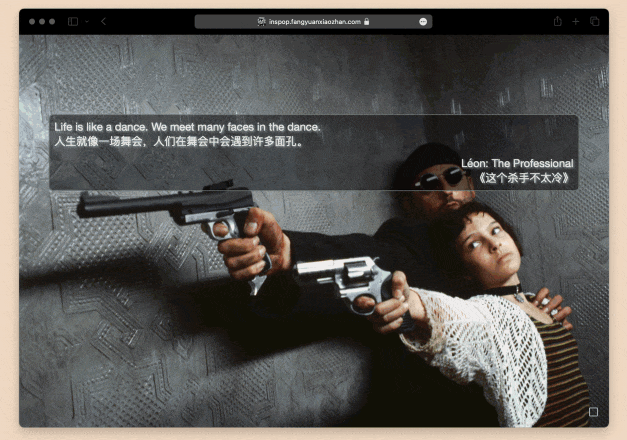 inspop.fangyuanxiaozhan.com
Life is like a dance. We meet many faces in the dance.
人生就像一场舞会，人们在舞会中会遇到许多面孔。
Léon: The Professional
《这个杀手不太冷》